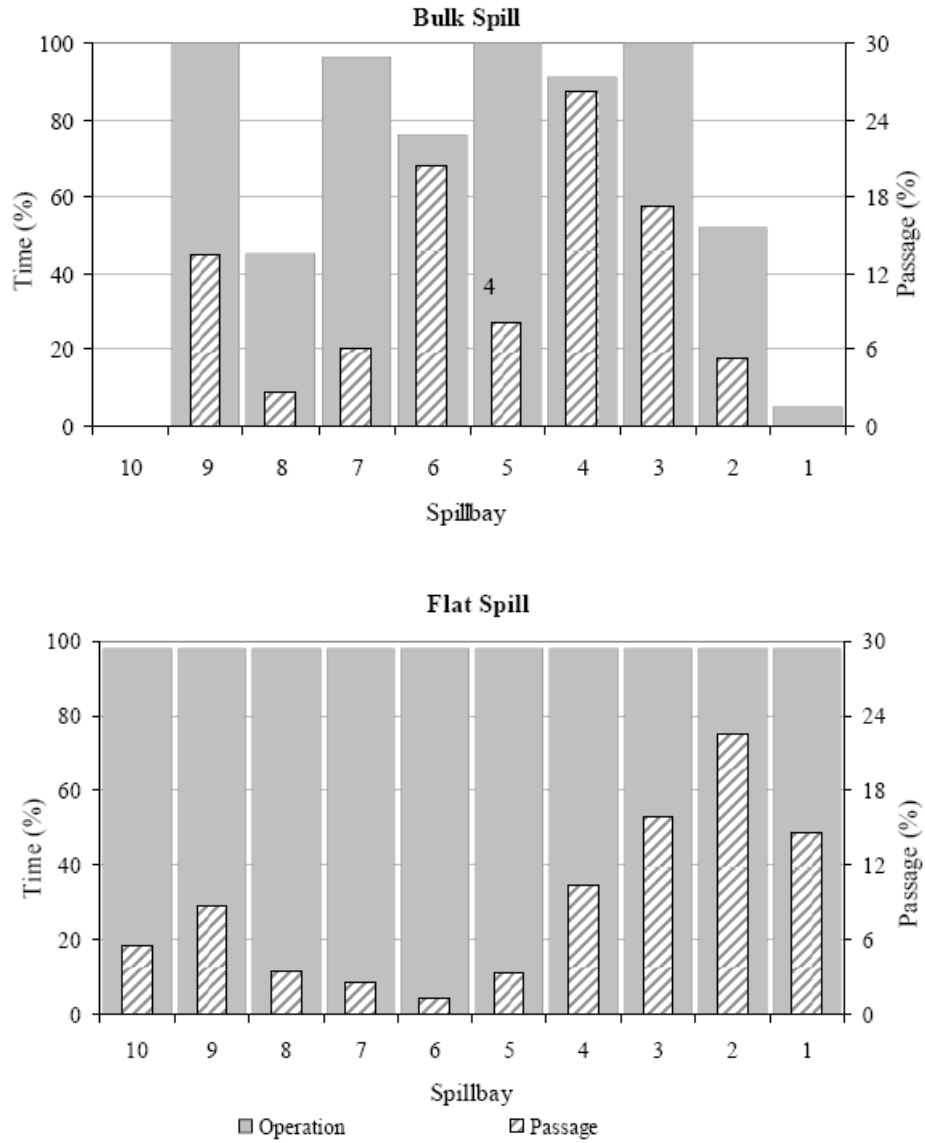 Bulk Spill
100 30
80 24
60 18
40 12
4
20 6
0 0
Time (%)
Passage (%)
10 9 8 7 6 5 4 3 2 1
Spillbay
Flat Spill
100 30
80 24
60 18
40 12
20 6
0 0
Time (%)
Passage (%)
10 9 8 7 6 5 4 3 2 1
Spillbay
Operation Passage